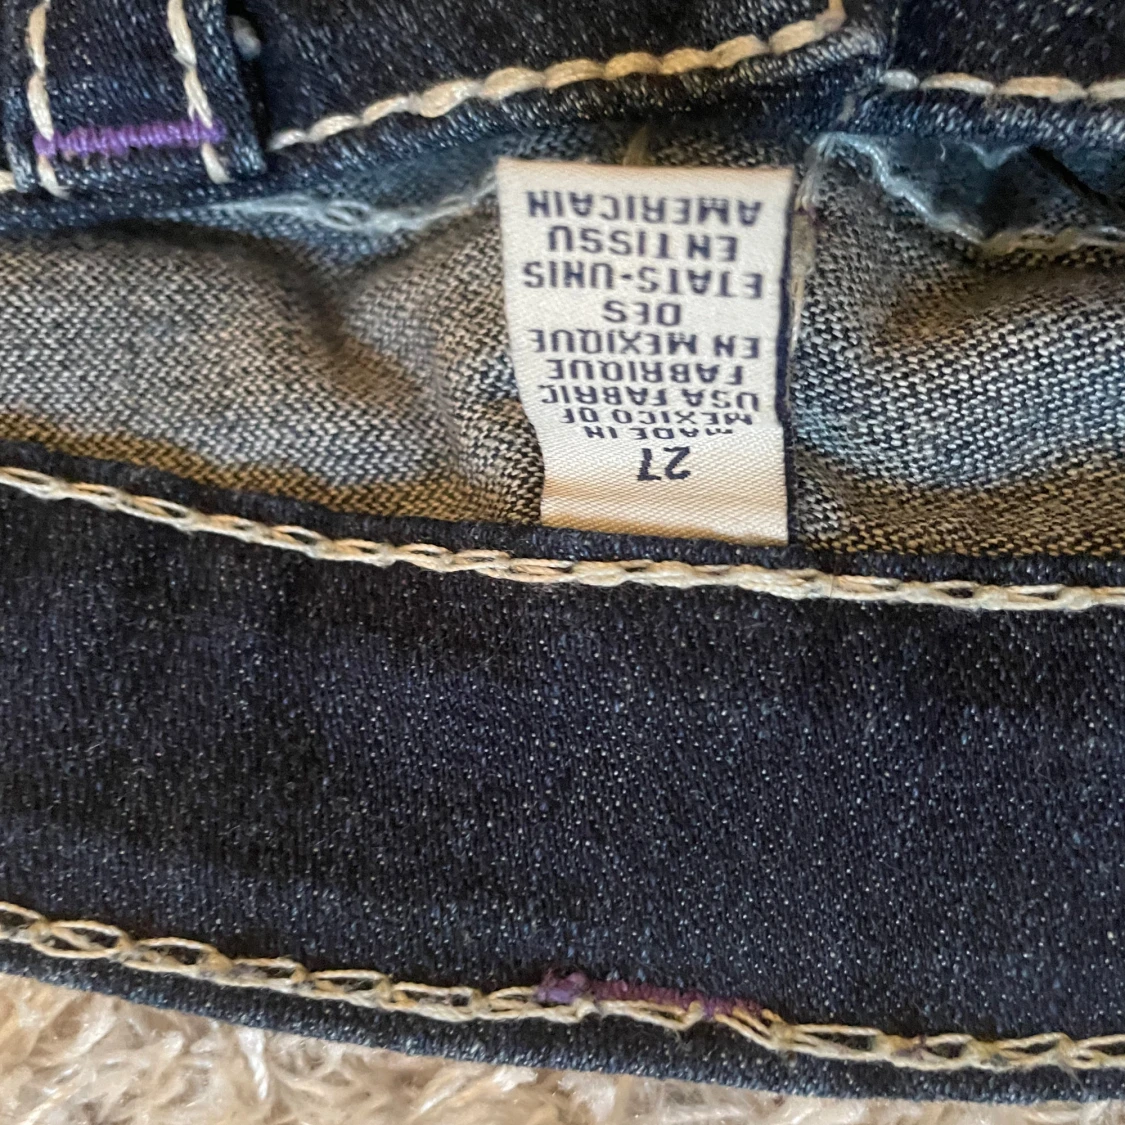 27
MADE IN
MEXICO OF
USA FABRIC
FABRIQUE
EN MEXIQUE
DES
ETATS-UNIS
EN TISSU
AMERICAIN